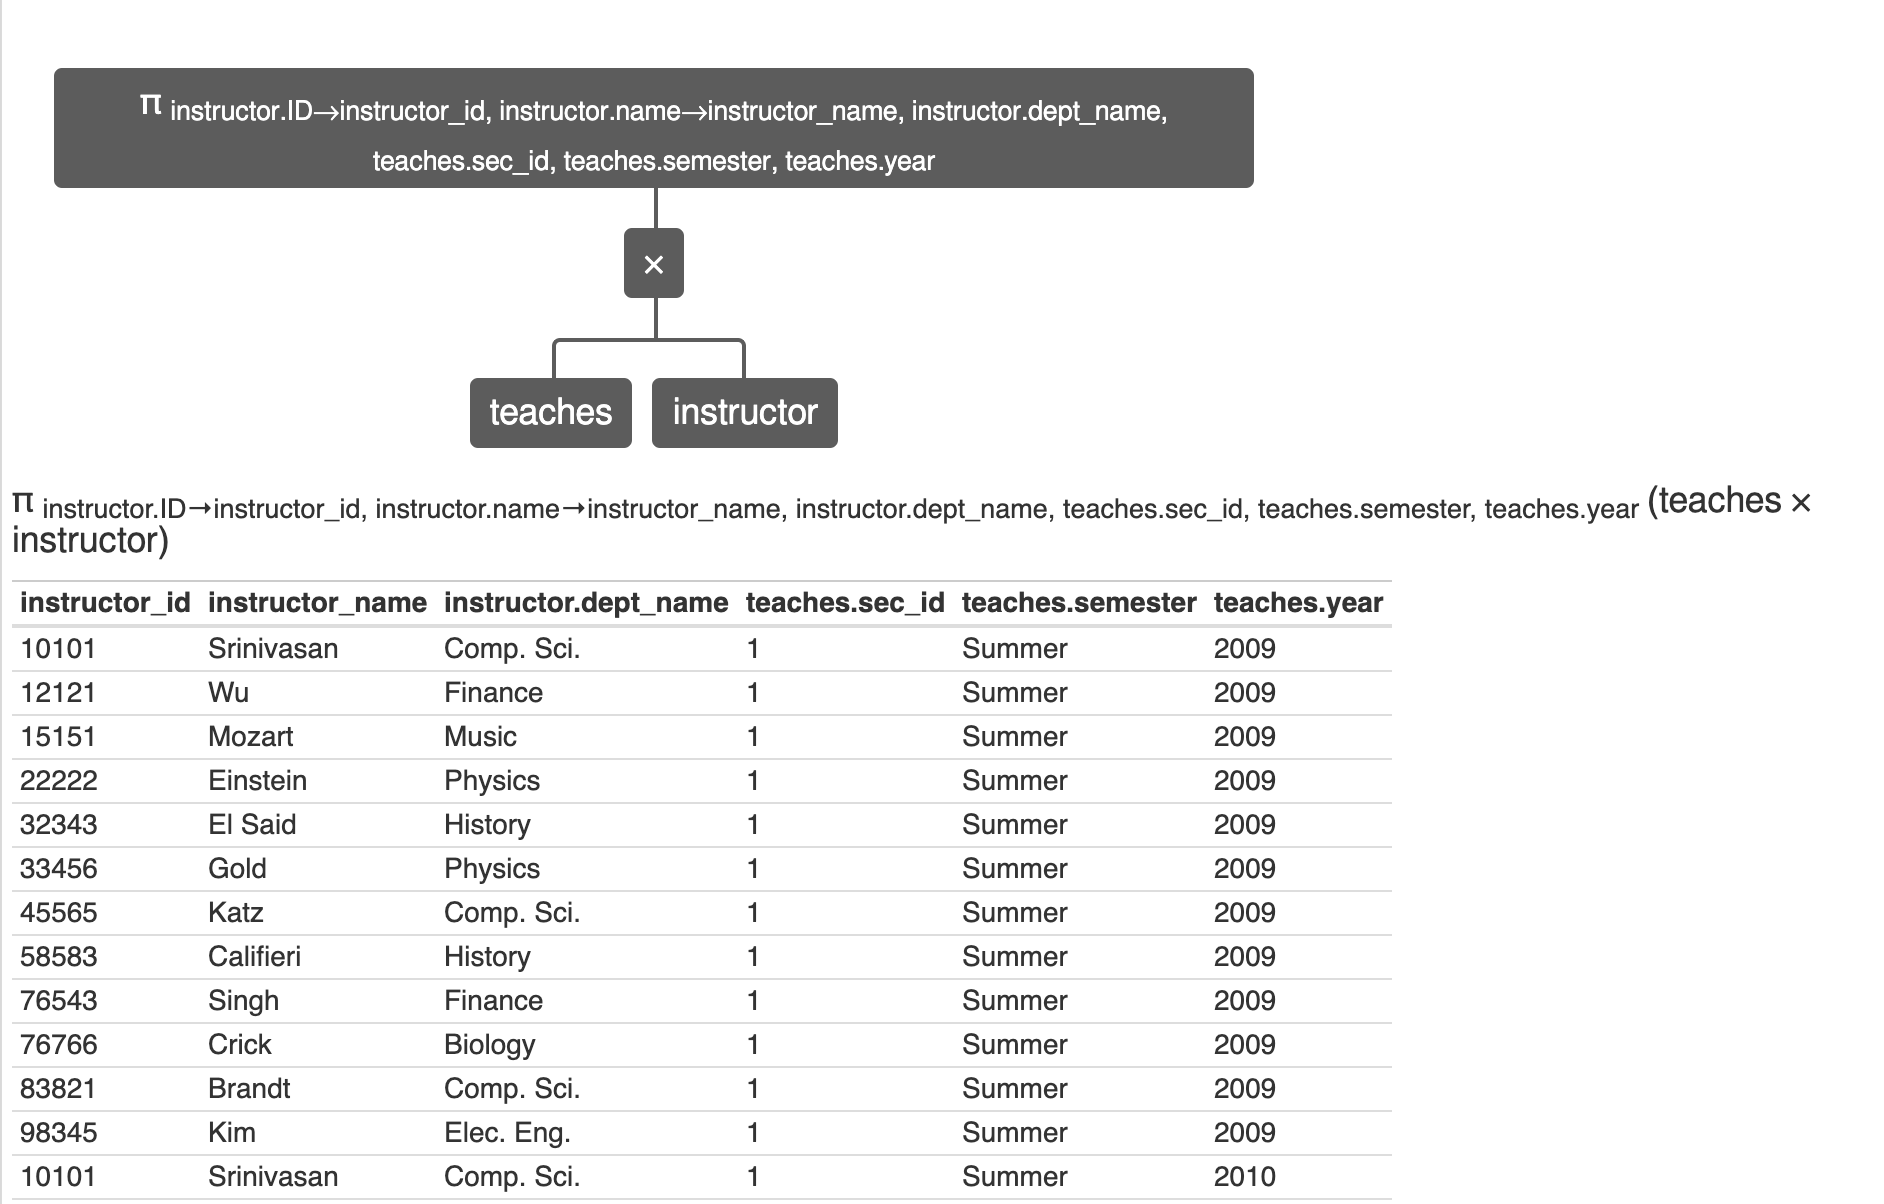 π instructor.ID→instructor_id, instructor.name→instructor_name, instructor.dept_name,
teaches.sec_id, teaches.semester, teaches.year
×
teaches instructor
π instructor.ID→instructor_id, instructor.name→instructor_name, instructor.dept_name, teaches.sec_id, teaches.semester, teaches.year (teaches ×
instructor)
instructor_id instructor_name instructor.dept_name teaches.sec_id teaches.semester teaches.year
10101 Srinivasan Comp. Sci. 1 Summer 2009
12121 Wu Finance 1 Summer 2009
15151 Mozart Music 1 Summer 2009
22222 Einstein Physics 1 Summer 2009
32343 El Said History 1 Summer 2009
33456 Gold Physics 1 Summer 2009
45565 Katz Comp. Sci. 1 Summer 2009
58583 Califieri History 1 Summer 2009
76543 Singh Finance 1 Summer 2009
76766 Crick Biology 1 Summer 2009
83821 Brandt Comp. Sci. 1 Summer 2009
98345 Kim Elec. Eng. 1 Summer 2009
10101 Srinivasan Comp. Sci. 1 Summer 2010